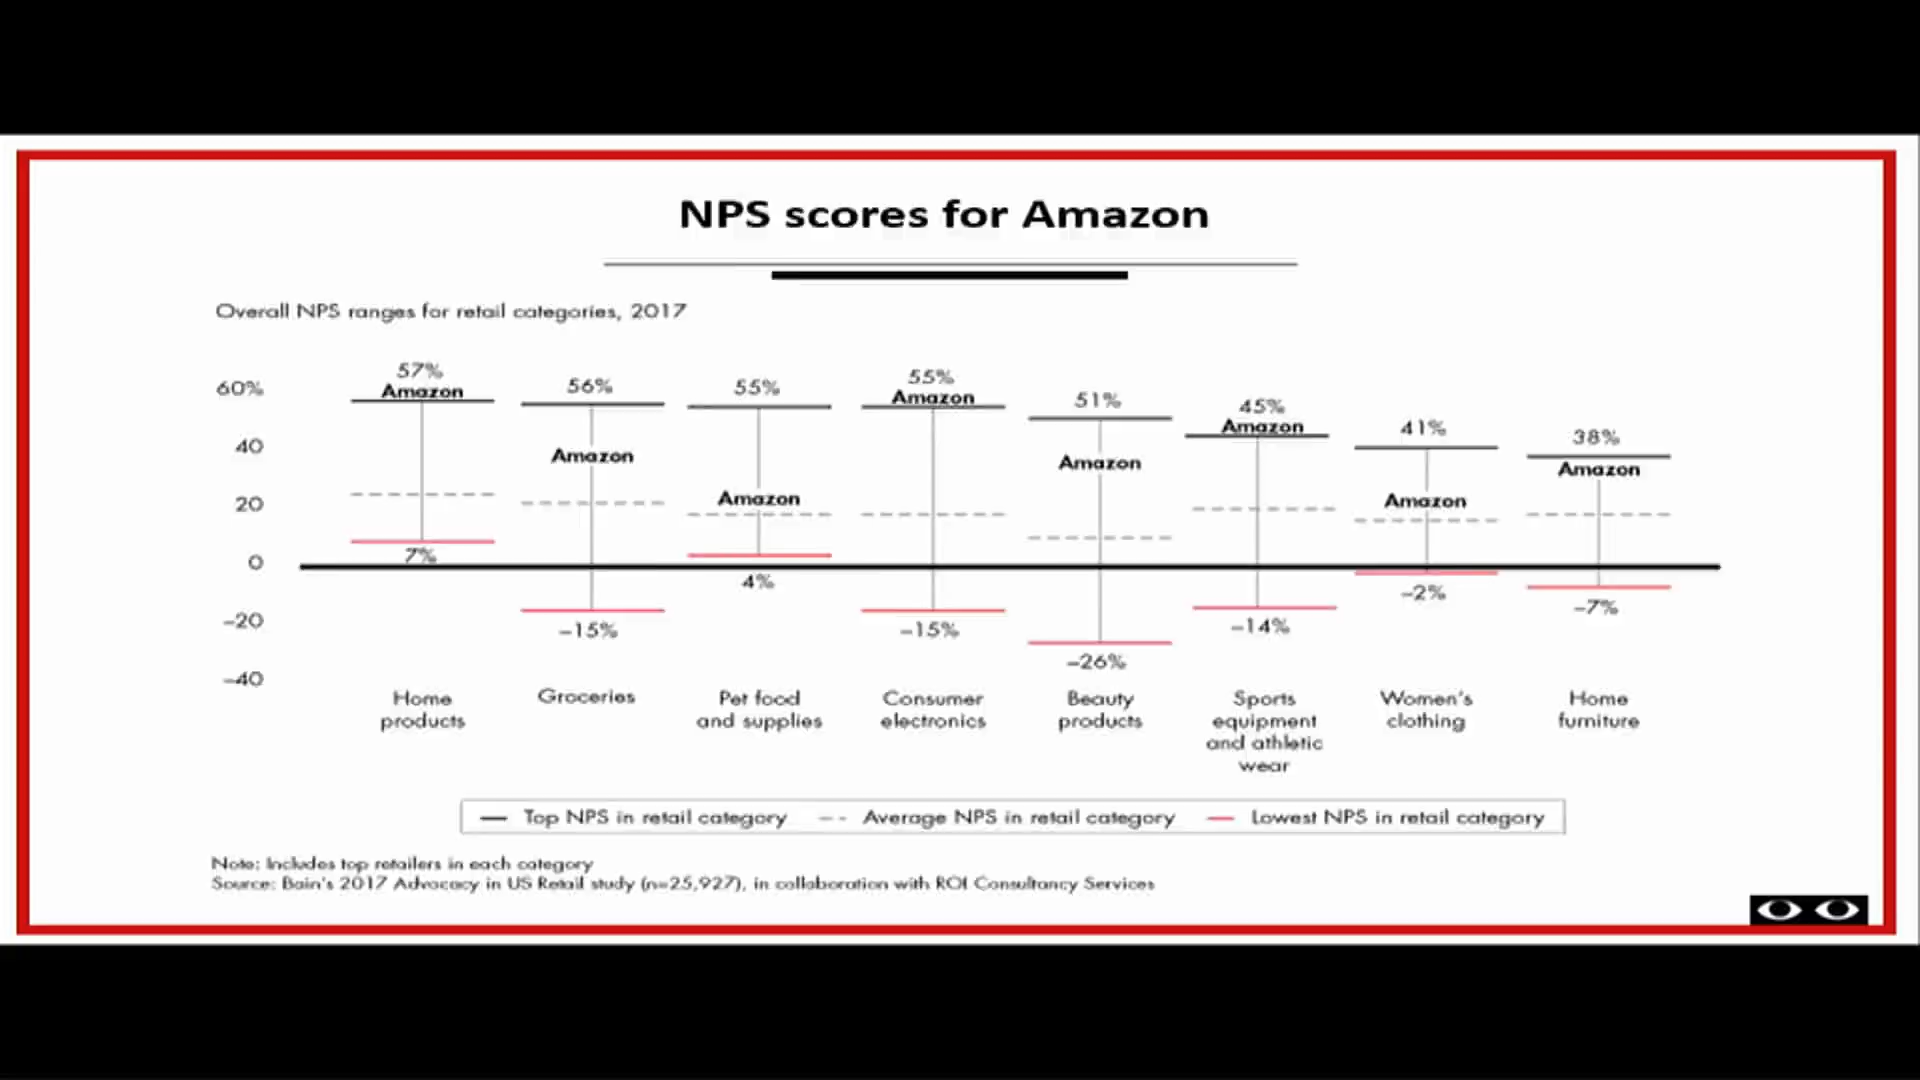 NPS scores for Amazon
Overall NPS ranges for retail categories, 2017
60%
40
20
0
–20
–40
57%
Amazon
7%
56%
Amazon
–15%
55%
Amazon
4%
55%
Amazon
–15%
51%
Amazon
–26%
45%
Amazon
–14%
41%
Amazon
–2%
38%
Amazon
–7%
Home
products
Groceries
Pet food
and supplies
Consumer
electronics
Beauty
products
Sports
equipment
and athletic
wear
Women's
clothing
Home
furniture
Top NPS in retail category
Average NPS in retail category
Lowest NPS in retail category
Note: Includes top retailers in each category
Source: Bain's 2017 Advocacy in US Retail study (n=25,927), in collaboration with ROI Consultancy Services